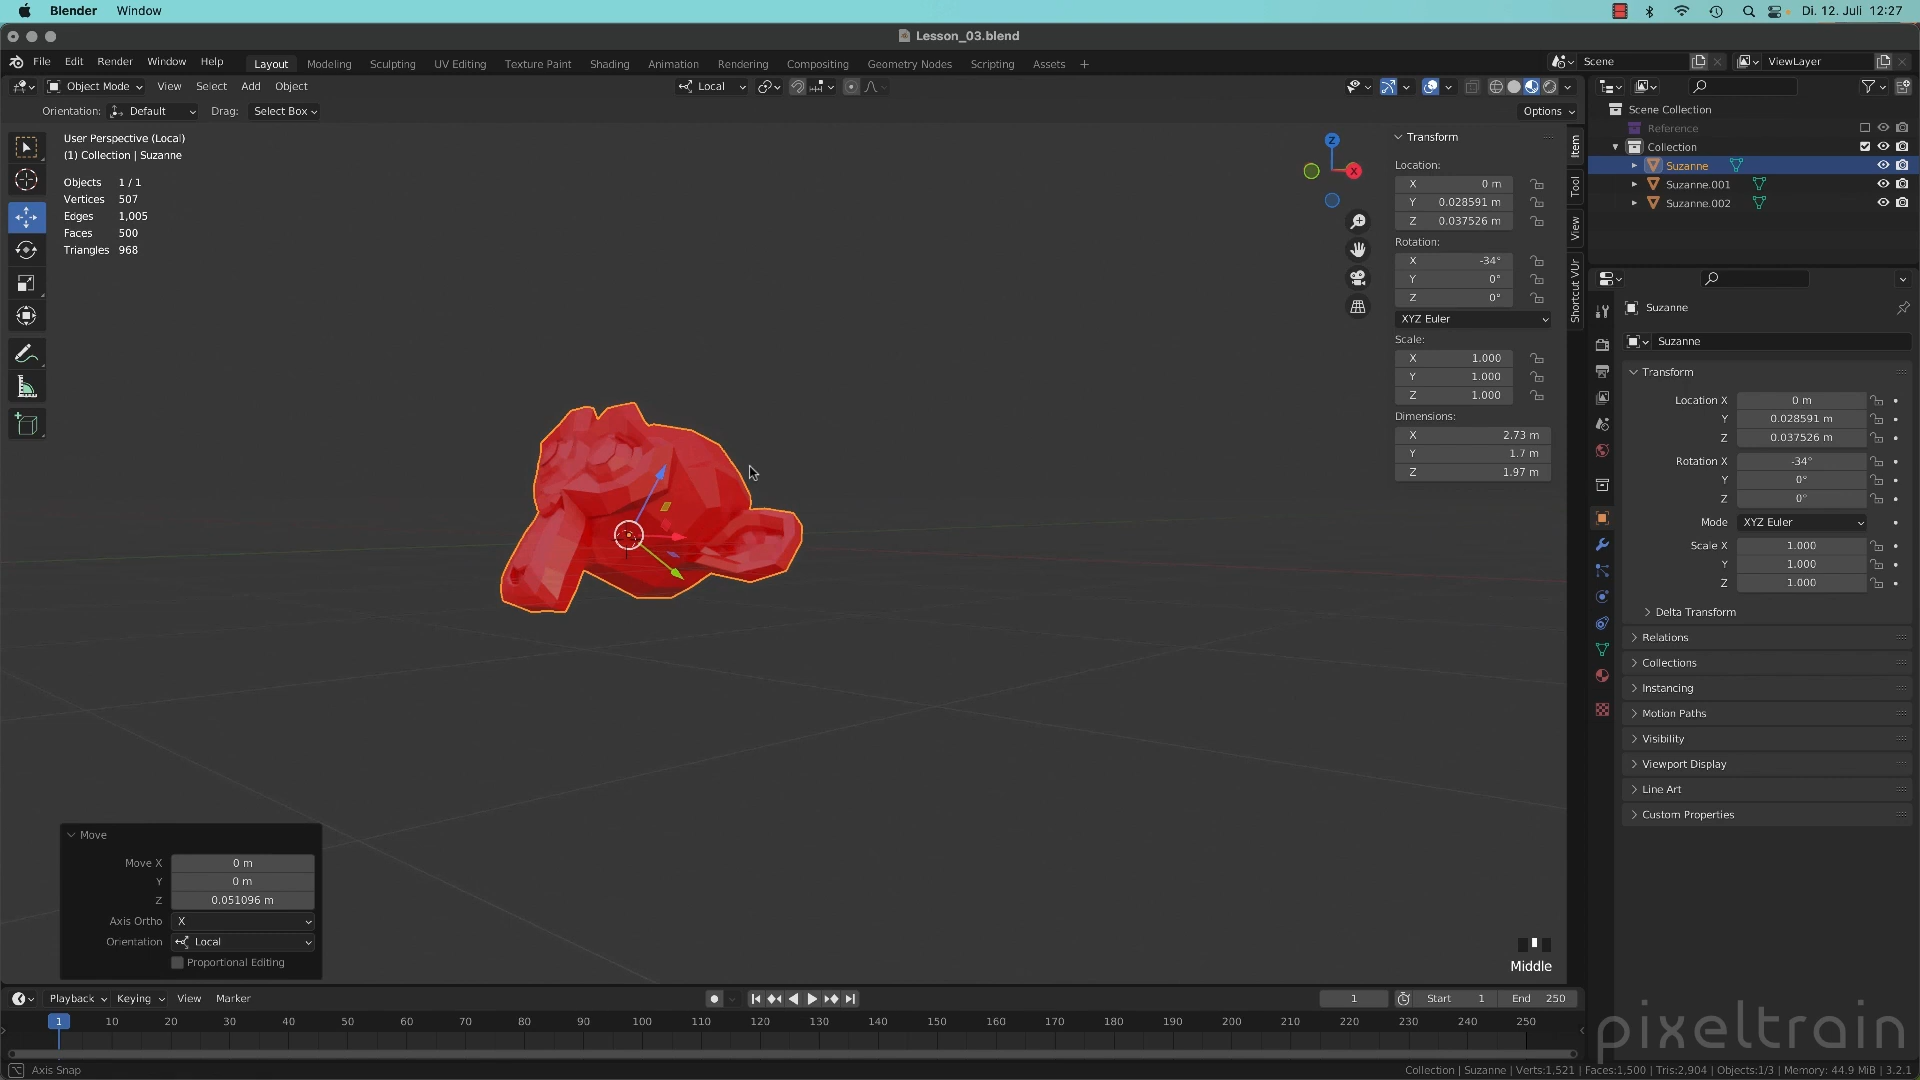 Blender Window Di. 12. Juli 12:27
Lesson_03.blend
File Edit Render Window Help Layout Modeling Sculpting UV Editing Texture Paint Shading Animation Rendering Compositing Geometry Nodes Scripting Assets + Scene ViewLayer
Object Mode View Select Add Object Local
Orientation: Default Drag: Select Box Options
User Perspective (Local)
(1) Collection | Suzanne
Objects 1 / 1
Vertices 507
Edges 1,005
Faces 500
Triangles 968
Z
X
Transform
Location:
X 0 m
Y 0.028591 m
Z 0.037526 m
Rotation:
X -34°
Y 0°
Z 0°
XYZ Euler
Scale:
X 1.000
Y 1.000
Z 1.000
Dimensions:
X 2.73 m
Y 1.7 m
Z 1.97 m
Item
Tool
View
Shortcut VUr
Scene Collection
Reference
Collection
Suzanne
Suzanne.001
Suzanne.002
Suzanne
Suzanne
Transform
Location X 0 m
Y 0.028591 m
Z 0.037526 m
Rotation X -34°
Y 0°
Z 0°
Mode XYZ Euler
Scale X 1.000
Y 1.000
Z 1.000
Delta Transform
Relations
Collections
Instancing
Motion Paths
Visibility
Viewport Display
Line Art
Custom Properties
Move
Move X 0 m
Y 0 m
Z 0.051096 m
Axis Ortho X
Orientation Local
Proportional Editing
Middle
Playback Keying View Marker 1 Start 1 End 250
1 10 20 30 40 50 60 70 80 90 100 110 120 130 140 150 160 170 180 190 200 210 220 230 240 250
pixeltrain
Axis Snap Collection | Suzanne | Verts:1,521 | Faces:1,500 | Tris:2,904 | Objects:1/3 | Memory: 44.9 MiB | 3.2.1